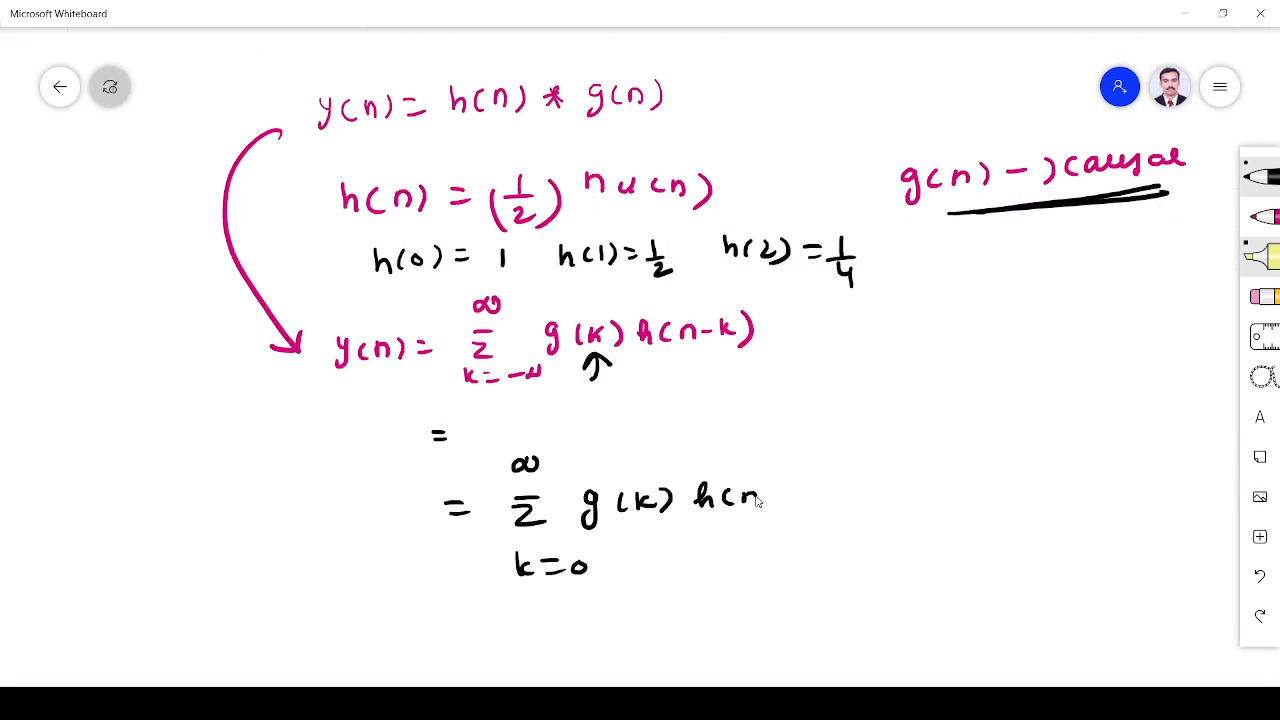 Microsoft Whiteboard
y(n) = h(n) * g(n)
g(n) -) causal
h(n) = (1/2)^n u(n)
h(0) = 1 h(1) = 1/2 h(2) = 1/4
∞
y(n) = Σ g(k) h(n-k)
k = -∞
=
∞
= Σ g(k) h(n
k = 0
A